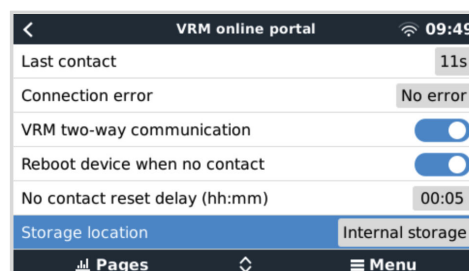 VRM online portal 09:49
Last contact 11s
Connection error No error
VRM two-way communication
Reboot device when no contact
No contact reset delay (hh:mm) 00:05
Storage location Internal storage
Pages Menu